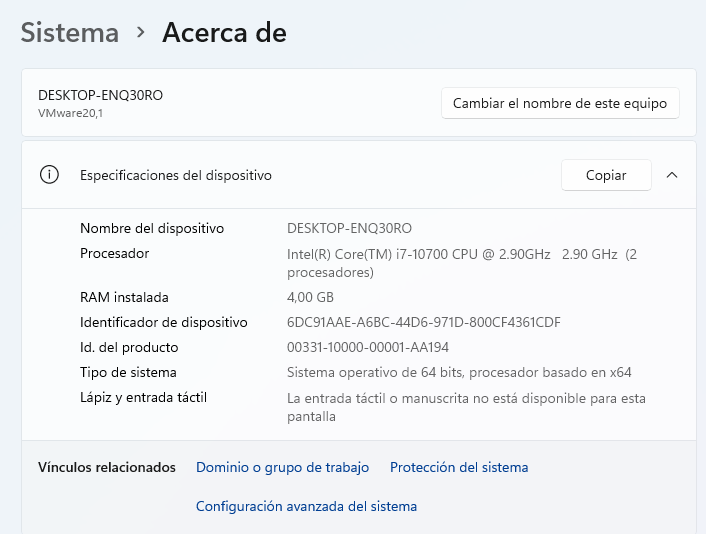 Sistema > Acerca de
DESKTOP-ENQ30RO
VMware20,1
Cambiar el nombre de este equipo
Especificaciones del dispositivo
Copiar
Nombre del dispositivo DESKTOP-ENQ30RO
Procesador Intel(R) Core(TM) i7-10700 CPU @ 2.90GHz 2.90 GHz (2
procesadores)
RAM instalada 4,00 GB
Identificador de dispositivo 6DC91AAE-A6BC-44D6-971D-800CF4361CDF
Id. del producto 00331-10000-00001-AA194
Tipo de sistema Sistema operativo de 64 bits, procesador basado en x64
Lápiz y entrada táctil La entrada táctil o manuscrita no está disponible para esta
pantalla
Vínculos relacionados Dominio o grupo de trabajo Protección del sistema
Configuración avanzada del sistema